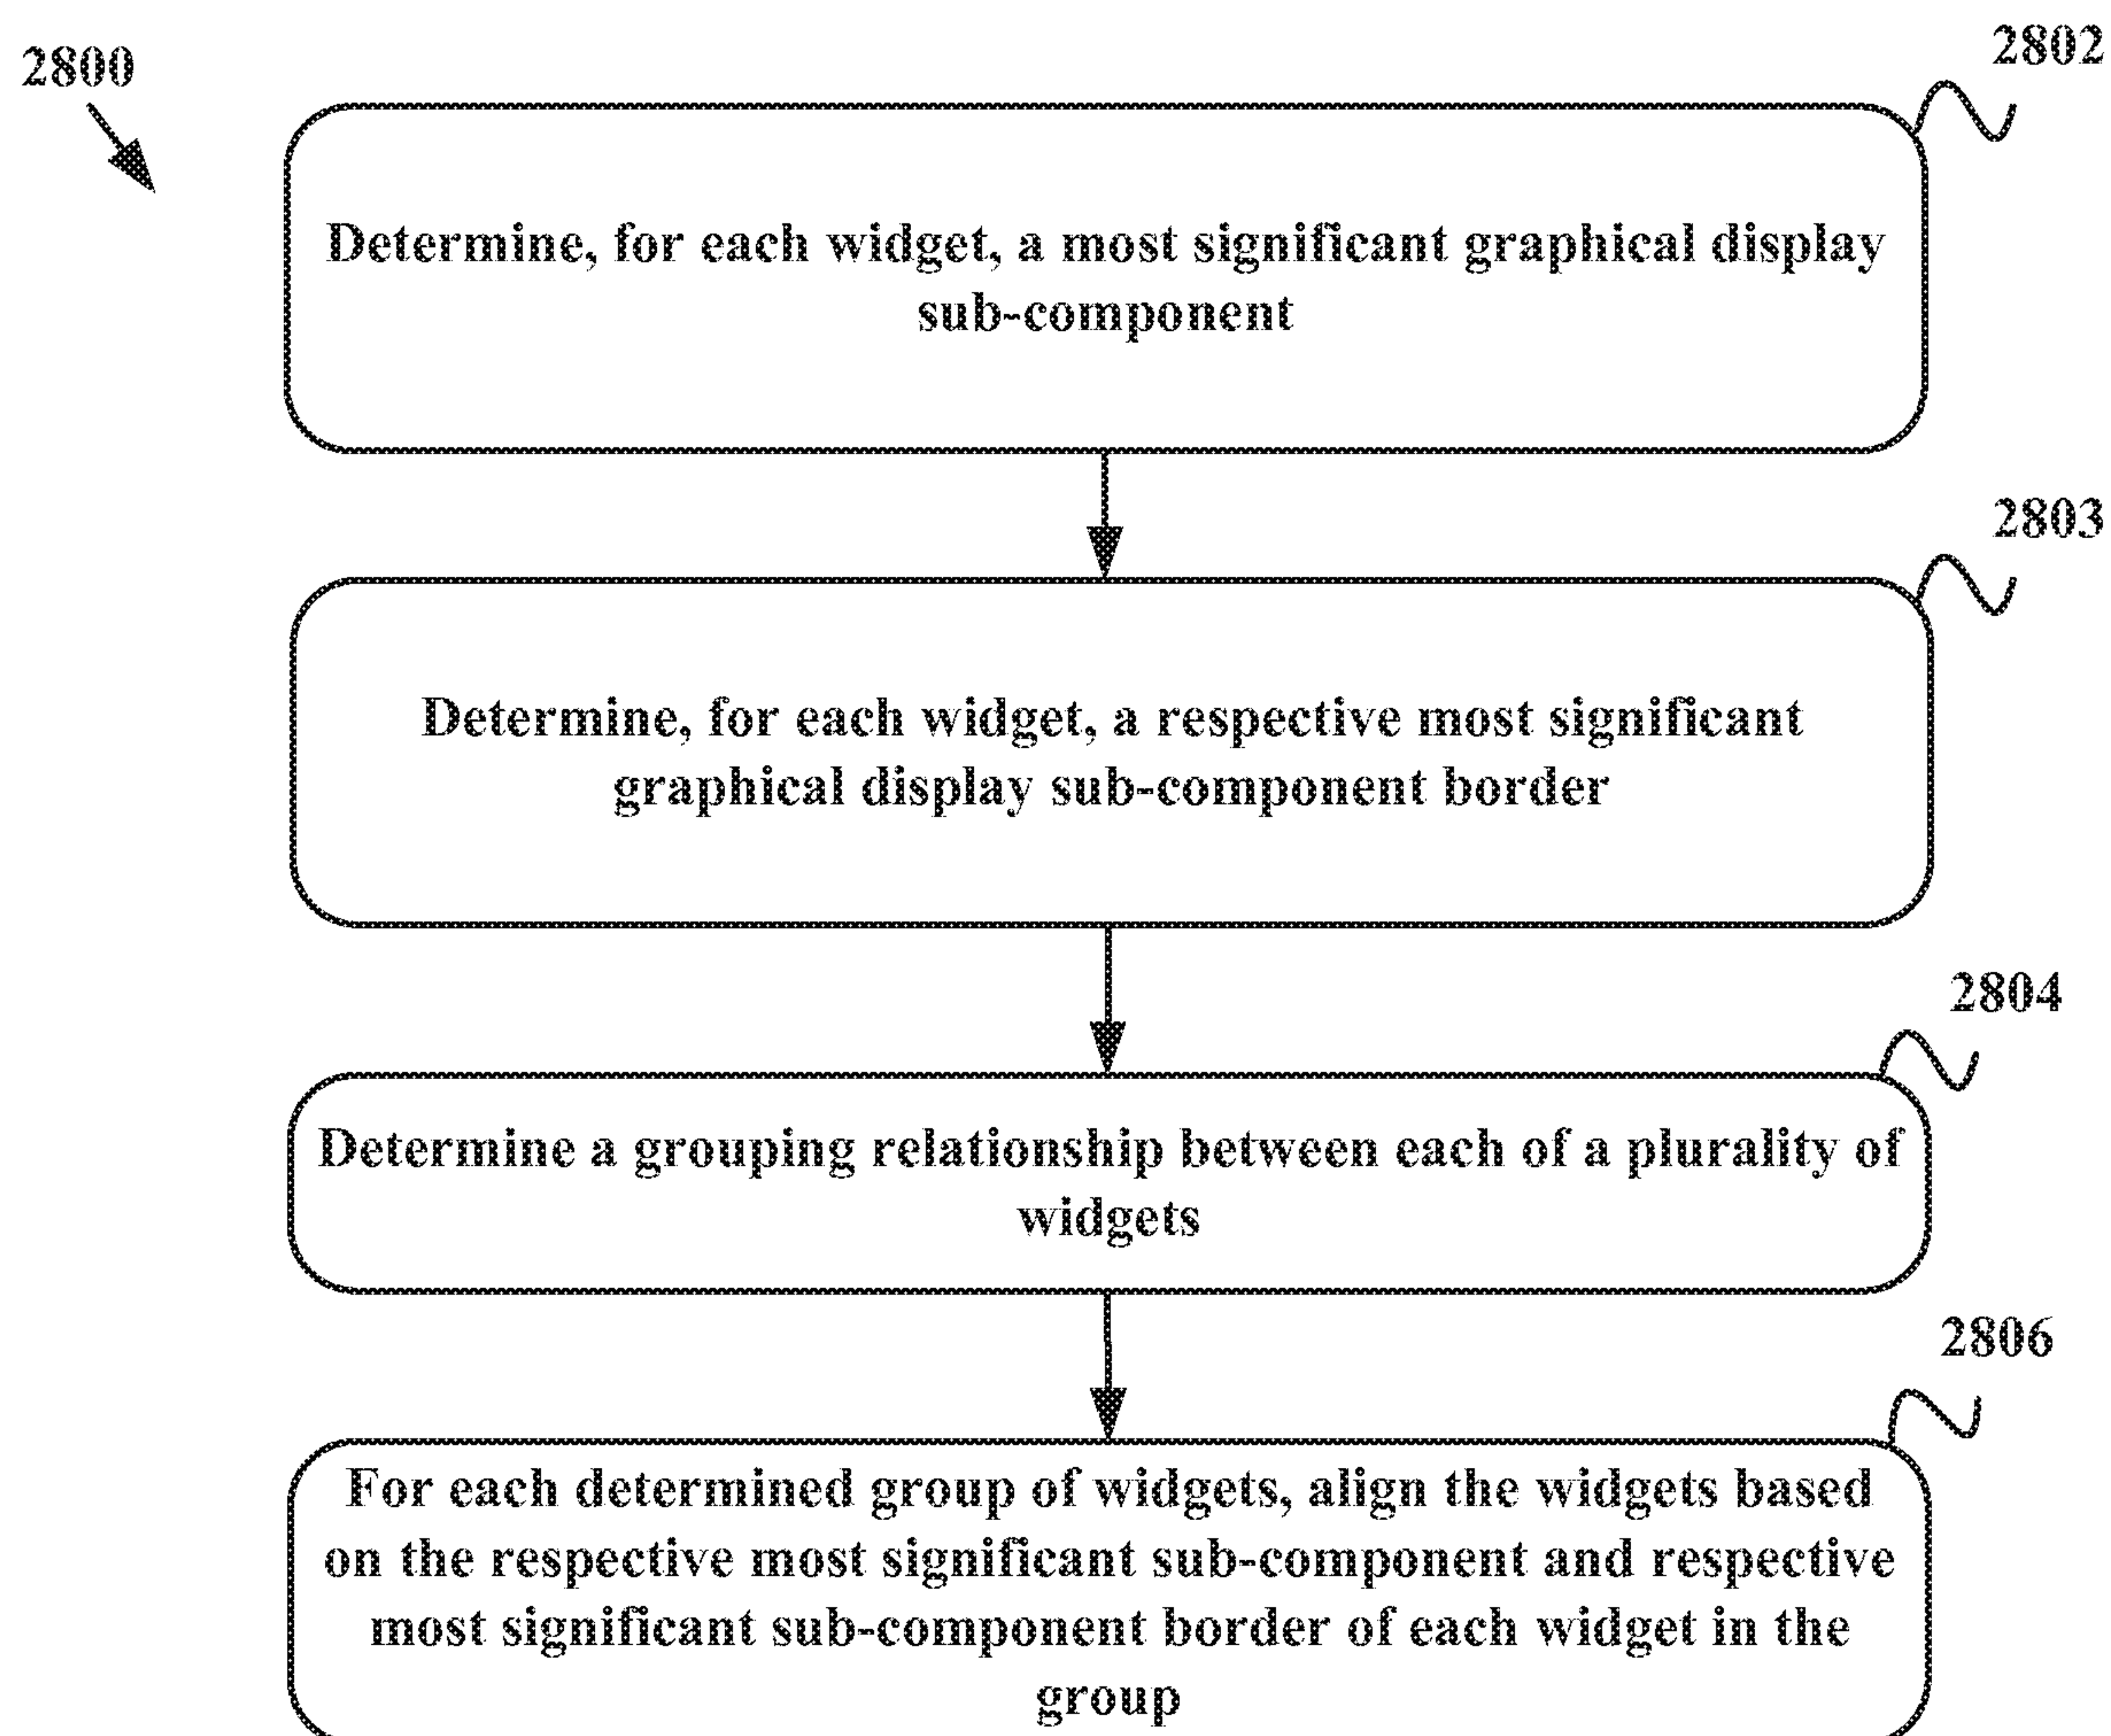 2800
2802
Determine, for each widget, a most significant graphical display
sub-component
2803
Determine, for each widget, a respective most significant
graphical display sub-component border
2804
Determine a grouping relationship between each of a plurality of
widgets
2806
For each determined group of widgets, align the widgets based
on the respective most significant sub-component and respective
most significant sub-component border of each widget in the
group